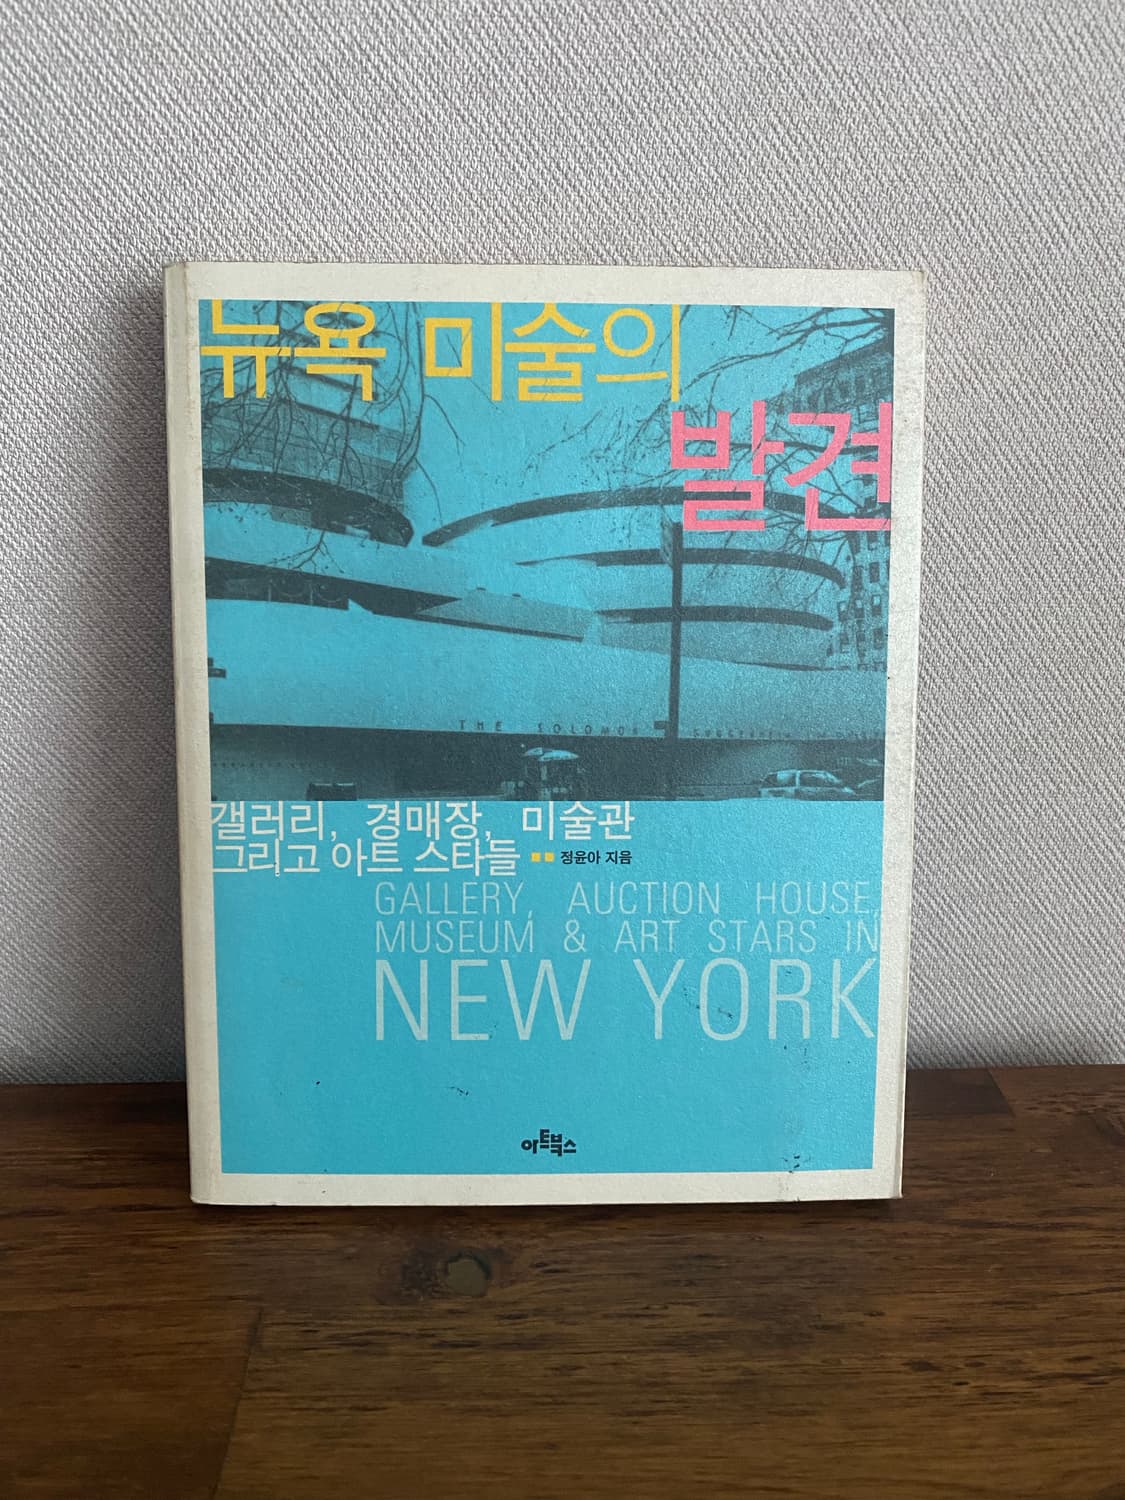 뉴욕 미술의
발견
THE SOLOMON
갤러리, 경매장, 미술관
그리고 아트 스타들 정윤아 지음
GALLERY, AUCTION HOUSE,
MUSEUM & ART STARS IN
NEW YORK
아트북스